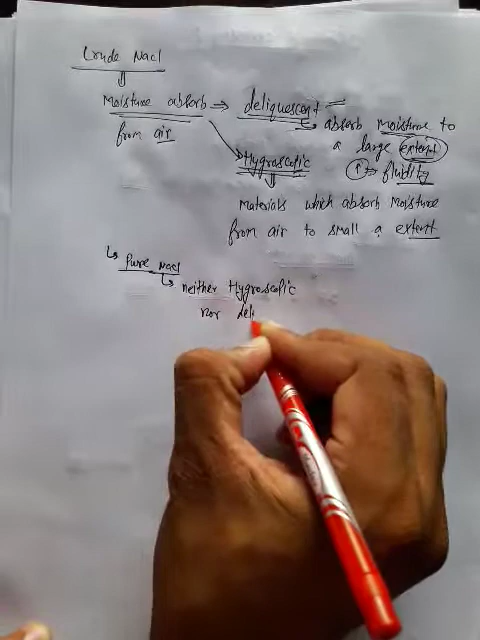 Crude NaCl
⇓
Moisture absorb ⇒ deliquescent
from air
↳ absorb Moisture to
a large extent
(↑) ⇒ fluidity
Hygroscopic
⇓
Materials which absorb Moisture
from air to small a extent
↳ Pure NaCl
↳ neither Hygroscopic
nor deli